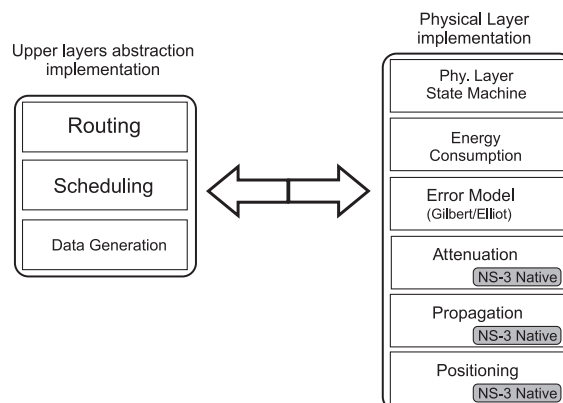 Upper layers abstraction
implementation
Routing
Scheduling
Data Generation
Physical Layer
implementation
Phy. Layer
State Machine
Energy
Consumption
Error Model
(Gilbert/Elliot)
Attenuation
NS-3 Native
Propagation
NS-3 Native
Positioning
NS-3 Native